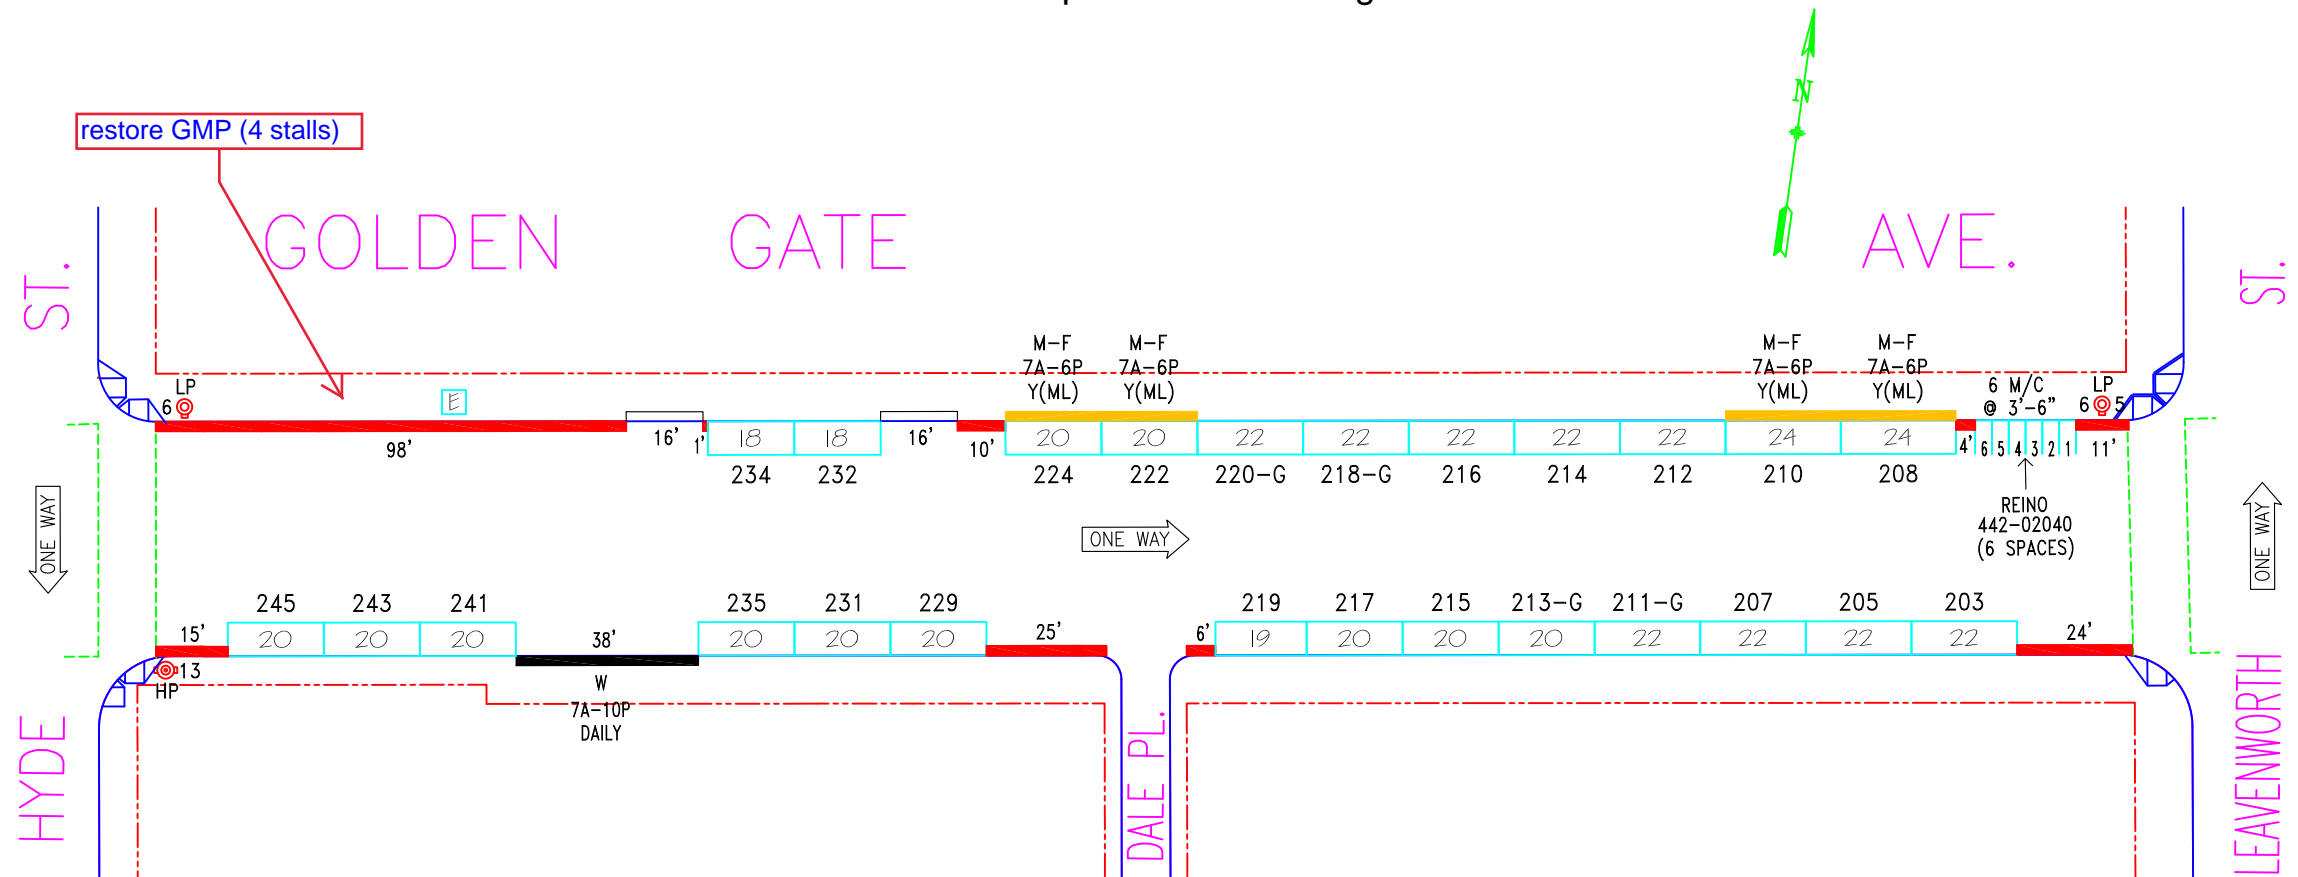 restore GMP (4 stalls)
N
GOLDEN GATE AVE.
ST.
ST.
M-F M-F M-F M-F
7A-6P 7A-6P 7A-6P 7A-6P
Y(ML) Y(ML) Y(ML) Y(ML)
6 M/C
@ 3'-6"
LP
6
E
LP
6 5
98' 16' 1' 18 18 16' 10' 20 20 22 22 22 22 22 24 24 4' 6 5 4 3 2 1 11'
234 232 224 222 220-G 218-G 216 214 212 210 208
REINO
442-02040
(6 SPACES)
ONE WAY
ONE WAY
ONE WAY
245 243 241 235 231 229 219 217 215 213-G 211-G 207 205 203
15' 20 20 20 38' 20 20 20 25' 6' 19 20 20 20 22 22 22 22 24'
13
HP
W
7A-10P
DAILY
HYDE
DALE PL.
LEAVENWORTH